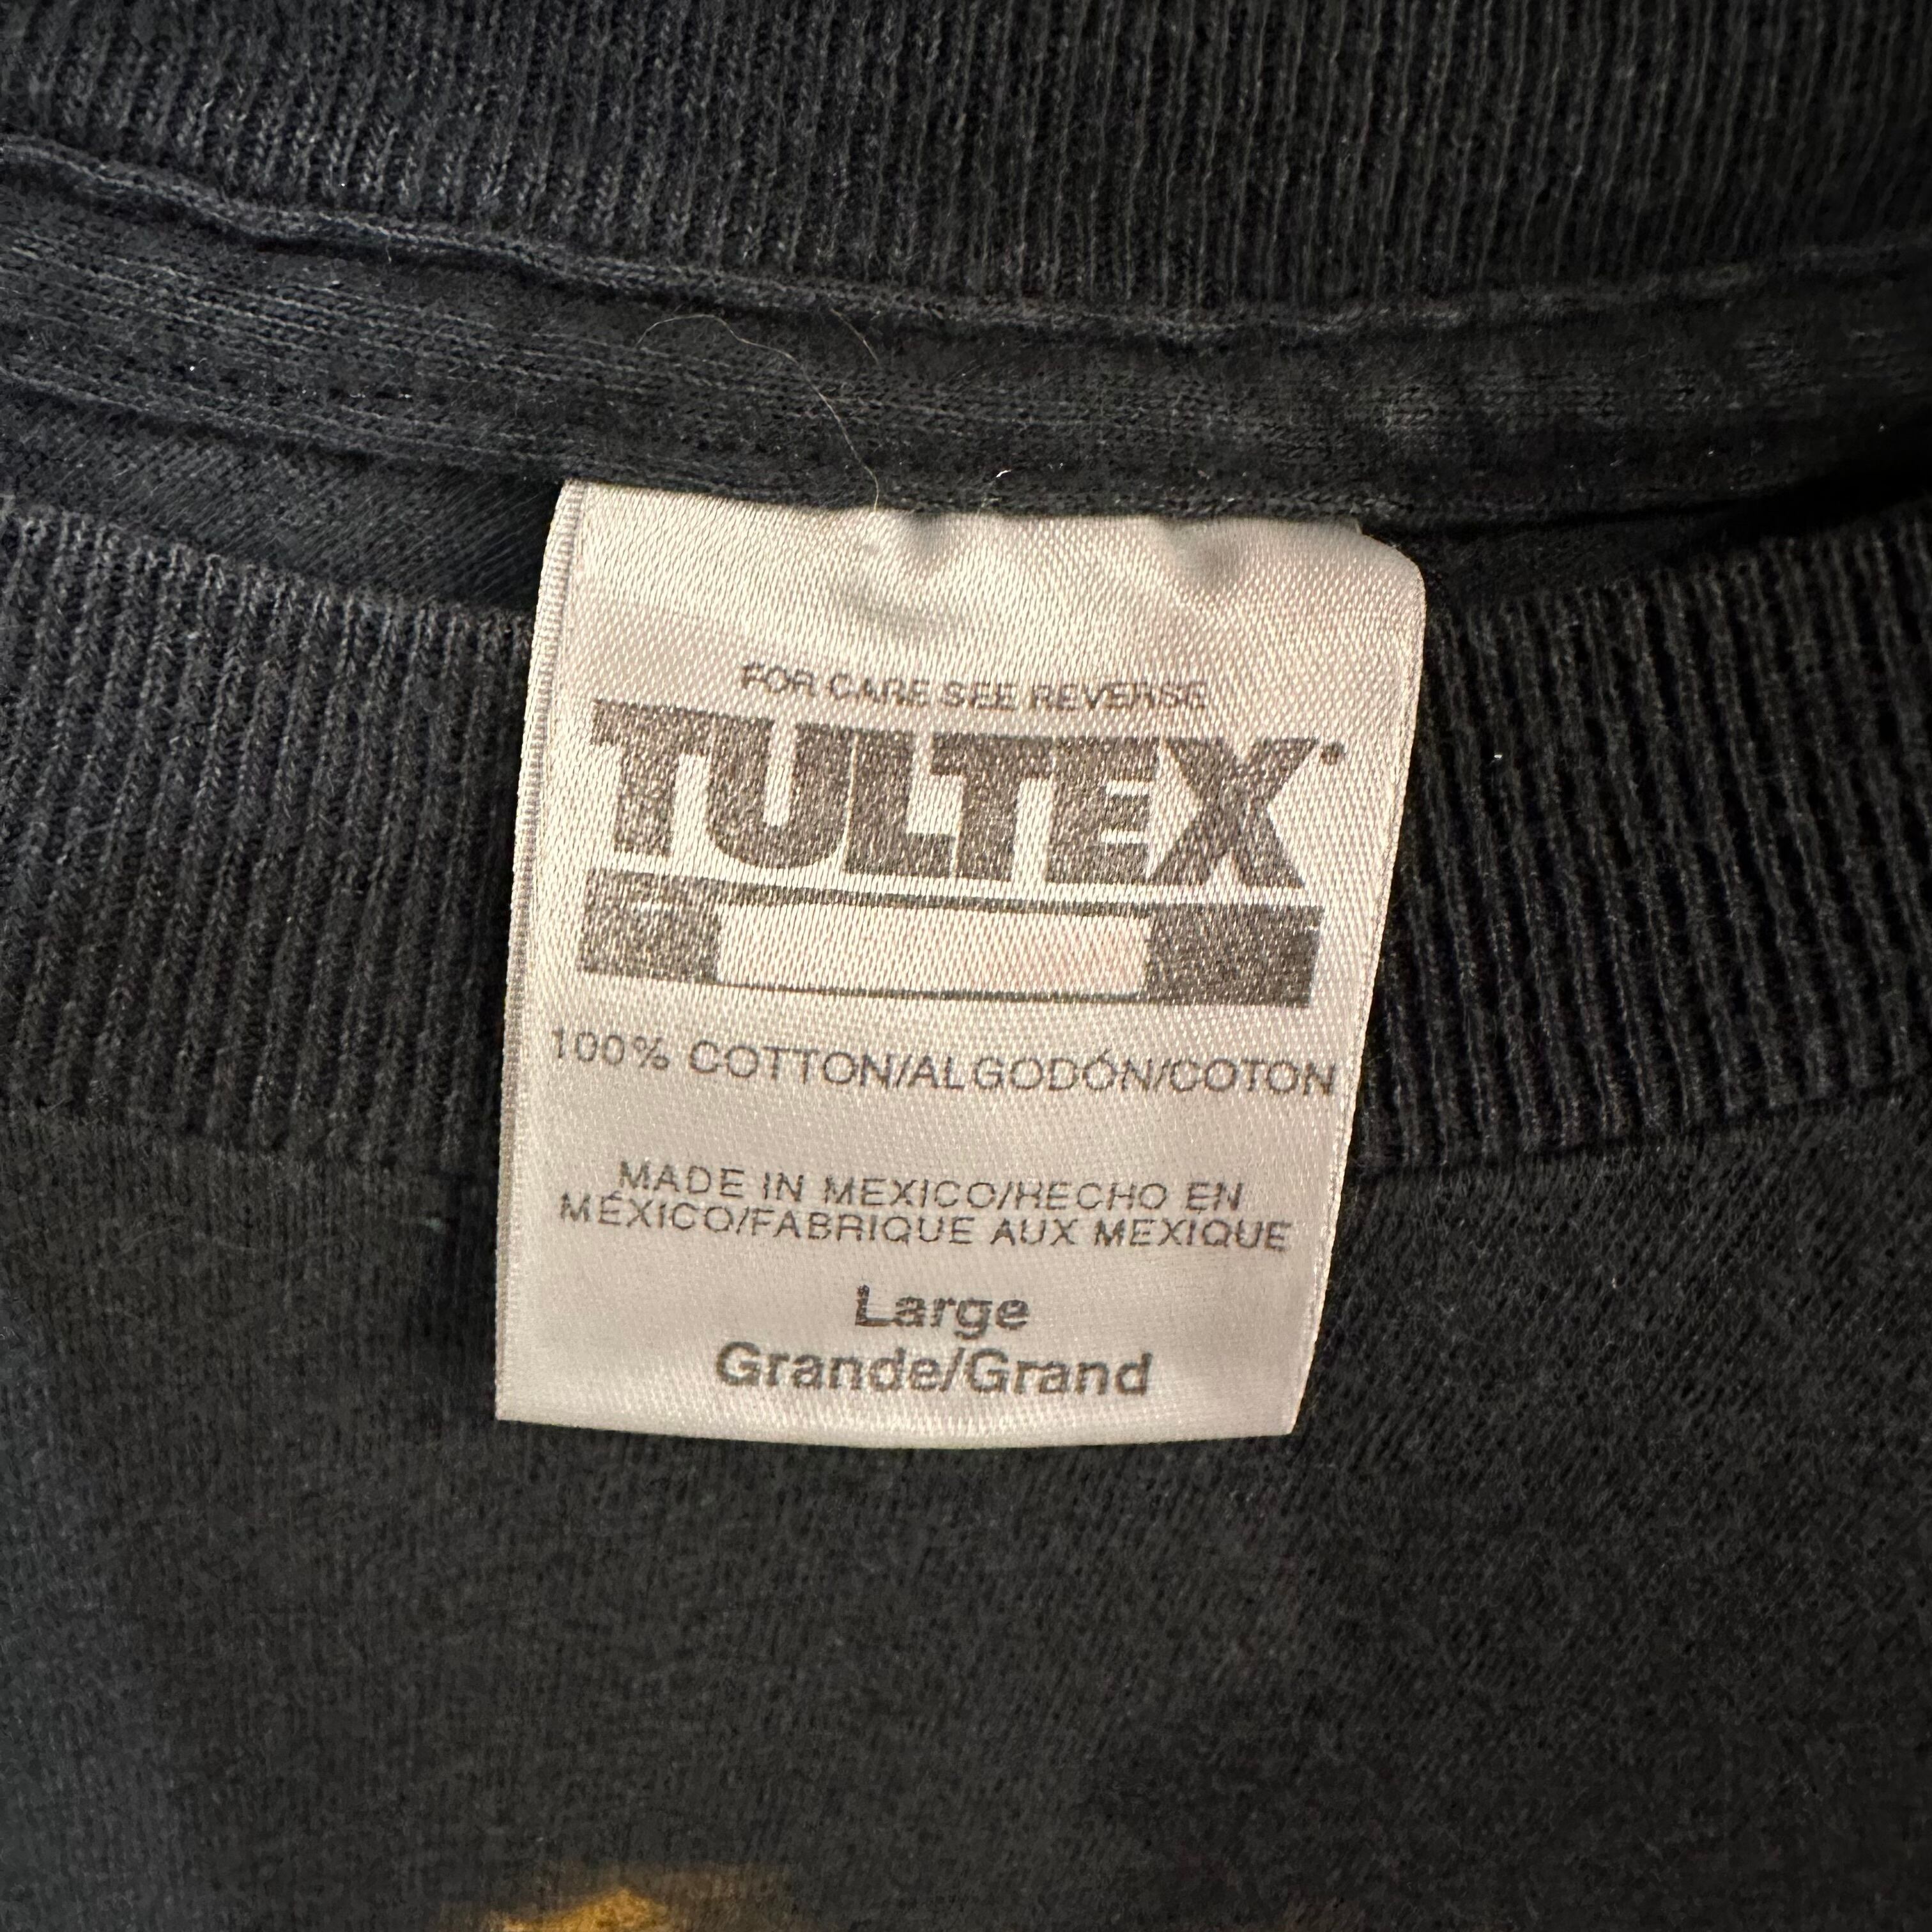 FOR CARE SEE REVERSE
TULTEX
100% COTTON/ALGODÓN/COTON
MADE IN MEXICO/HECHO EN
MÉXICO/FABRIQUE AUX MEXIQUE
Large
Grande/Grand